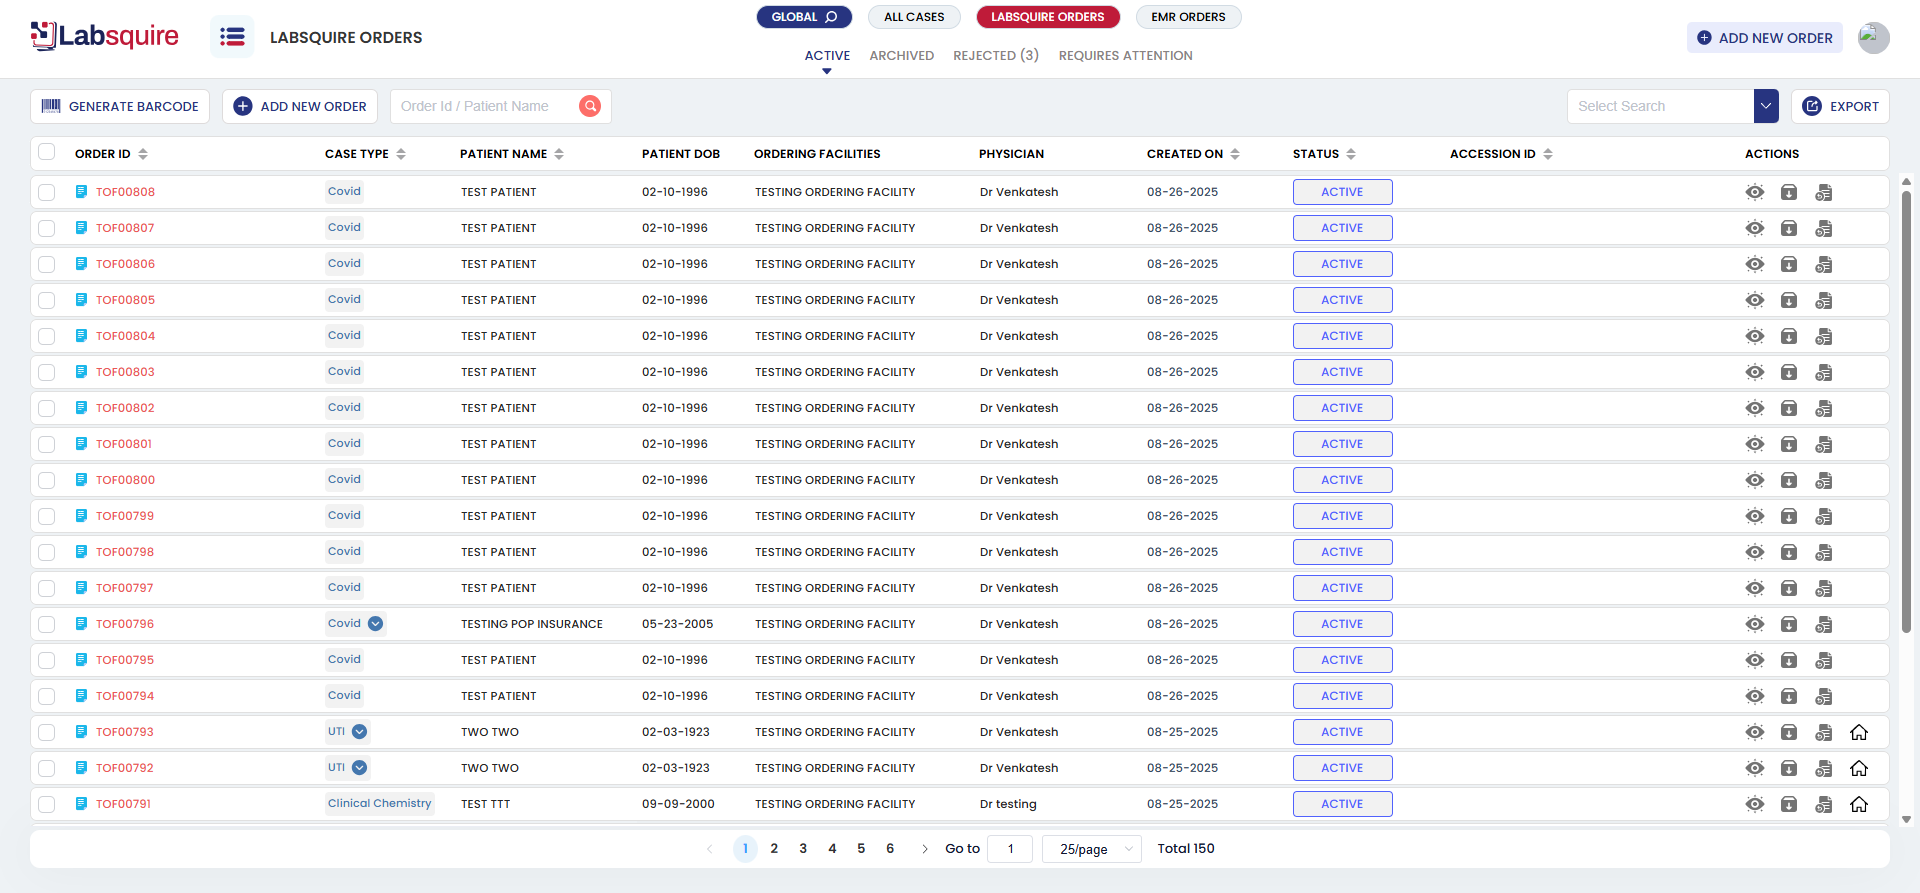 Labsquire
LABSQUIRE ORDERS
GLOBAL
ALL CASES
LABSQUIRE ORDERS
EMR ORDERS
ACTIVE
ARCHIVED
REJECTED (3)
REQUIRES ATTENTION
ADD NEW ORDER
GENERATE BARCODE
ADD NEW ORDER
Order Id / Patient Name
Select Search
EXPORT
ORDER ID CASE TYPE PATIENT NAME PATIENT DOB ORDERING FACILITIES PHYSICIAN CREATED ON STATUS ACCESSION ID ACTIONS
TOF00808 Covid TEST PATIENT 02-10-1996 TESTING ORDERING FACILITY Dr Venkatesh 08-26-2025 ACTIVE
TOF00807 Covid TEST PATIENT 02-10-1996 TESTING ORDERING FACILITY Dr Venkatesh 08-26-2025 ACTIVE
TOF00806 Covid TEST PATIENT 02-10-1996 TESTING ORDERING FACILITY Dr Venkatesh 08-26-2025 ACTIVE
TOF00805 Covid TEST PATIENT 02-10-1996 TESTING ORDERING FACILITY Dr Venkatesh 08-26-2025 ACTIVE
TOF00804 Covid TEST PATIENT 02-10-1996 TESTING ORDERING FACILITY Dr Venkatesh 08-26-2025 ACTIVE
TOF00803 Covid TEST PATIENT 02-10-1996 TESTING ORDERING FACILITY Dr Venkatesh 08-26-2025 ACTIVE
TOF00802 Covid TEST PATIENT 02-10-1996 TESTING ORDERING FACILITY Dr Venkatesh 08-26-2025 ACTIVE
TOF00801 Covid TEST PATIENT 02-10-1996 TESTING ORDERING FACILITY Dr Venkatesh 08-26-2025 ACTIVE
TOF00800 Covid TEST PATIENT 02-10-1996 TESTING ORDERING FACILITY Dr Venkatesh 08-26-2025 ACTIVE
TOF00799 Covid TEST PATIENT 02-10-1996 TESTING ORDERING FACILITY Dr Venkatesh 08-26-2025 ACTIVE
TOF00798 Covid TEST PATIENT 02-10-1996 TESTING ORDERING FACILITY Dr Venkatesh 08-26-2025 ACTIVE
TOF00797 Covid TEST PATIENT 02-10-1996 TESTING ORDERING FACILITY Dr Venkatesh 08-26-2025 ACTIVE
TOF00796 Covid TESTING POP INSURANCE 05-23-2005 TESTING ORDERING FACILITY Dr Venkatesh 08-26-2025 ACTIVE
TOF00795 Covid TEST PATIENT 02-10-1996 TESTING ORDERING FACILITY Dr Venkatesh 08-26-2025 ACTIVE
TOF00794 Covid TEST PATIENT 02-10-1996 TESTING ORDERING FACILITY Dr Venkatesh 08-26-2025 ACTIVE
TOF00793 UTI TWO TWO 02-03-1923 TESTING ORDERING FACILITY Dr Venkatesh 08-25-2025 ACTIVE
TOF00792 UTI TWO TWO 02-03-1923 TESTING ORDERING FACILITY Dr Venkatesh 08-25-2025 ACTIVE
TOF00791 Clinical Chemistry TEST TTT 09-09-2000 TESTING ORDERING FACILITY Dr testing 08-25-2025 ACTIVE
1 2 3 4 5 6 Go to 1 25/page Total 150